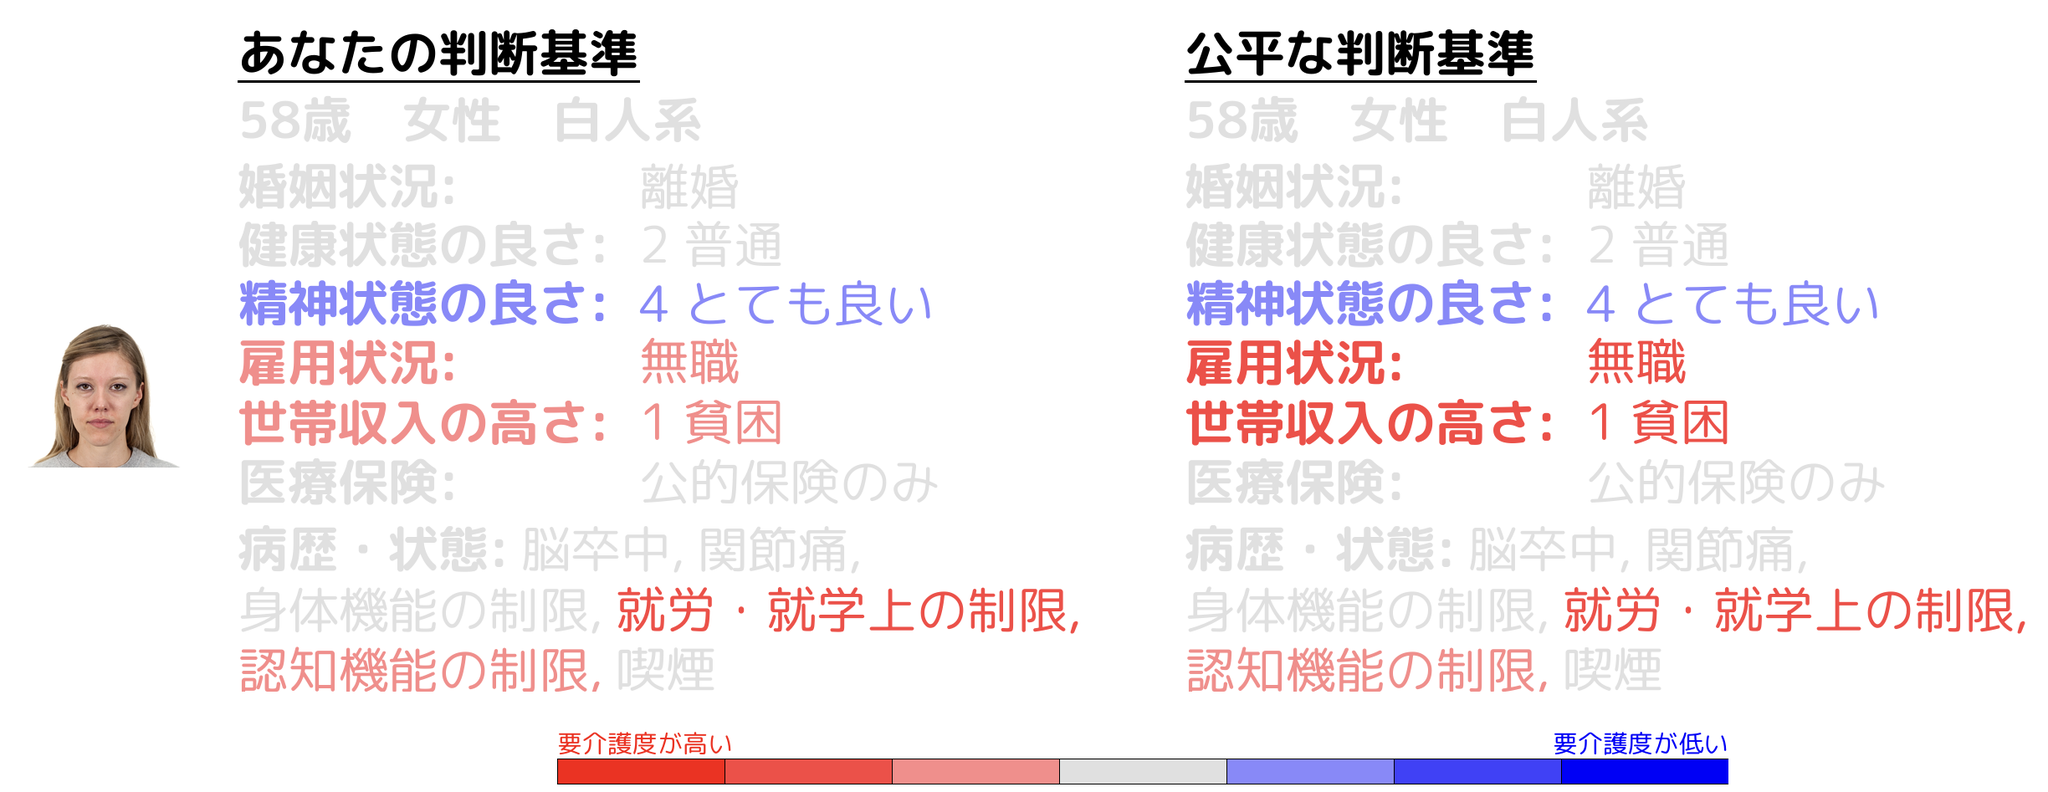 あなたの判断基準
58歳　女性　白人系
婚姻状況: 離婚
健康状態の良さ: 2 普通
精神状態の良さ: 4 とても良い
雇用状況: 無職
世帯収入の高さ: 1 貧困
医療保険: 公的保険のみ
病歴・状態: 脳卒中, 関節痛,
身体機能の制限, 就労・就学上の制限,
認知機能の制限, 喫煙
公平な判断基準
58歳　女性　白人系
婚姻状況: 離婚
健康状態の良さ: 2 普通
精神状態の良さ: 4 とても良い
雇用状況: 無職
世帯収入の高さ: 1 貧困
医療保険: 公的保険のみ
病歴・状態: 脳卒中, 関節痛,
身体機能の制限, 就労・就学上の制限,
認知機能の制限, 喫煙
要介護度が高い
要介護度が低い